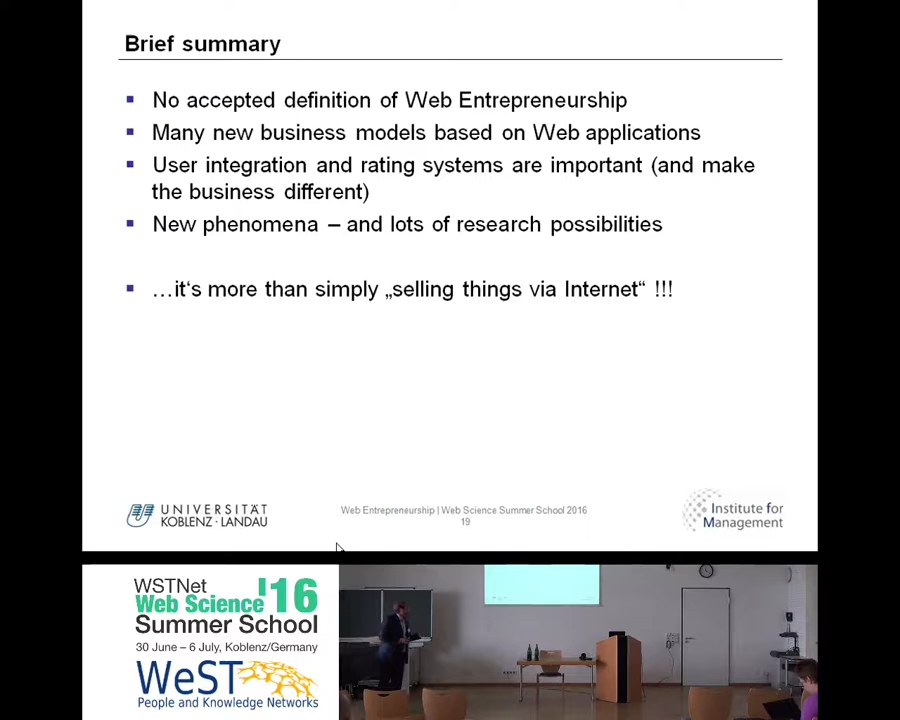 Brief summary
▪ No accepted definition of Web Entrepreneurship
▪ Many new business models based on Web applications
▪ User integration and rating systems are important (and make
the business different)
▪ New phenomena – and lots of research possibilities
▪ …it‘s more than simply „selling things via Internet“ !!!
UNIVERSITÄT
KOBLENZ · LANDAU
Web Entrepreneurship | Web Science Summer School 2016
19
Institute for
Management
WSTNet
Web Science '16
Summer School
30 June – 6 July, Koblenz/Germany
WeST
People and Knowledge Networks